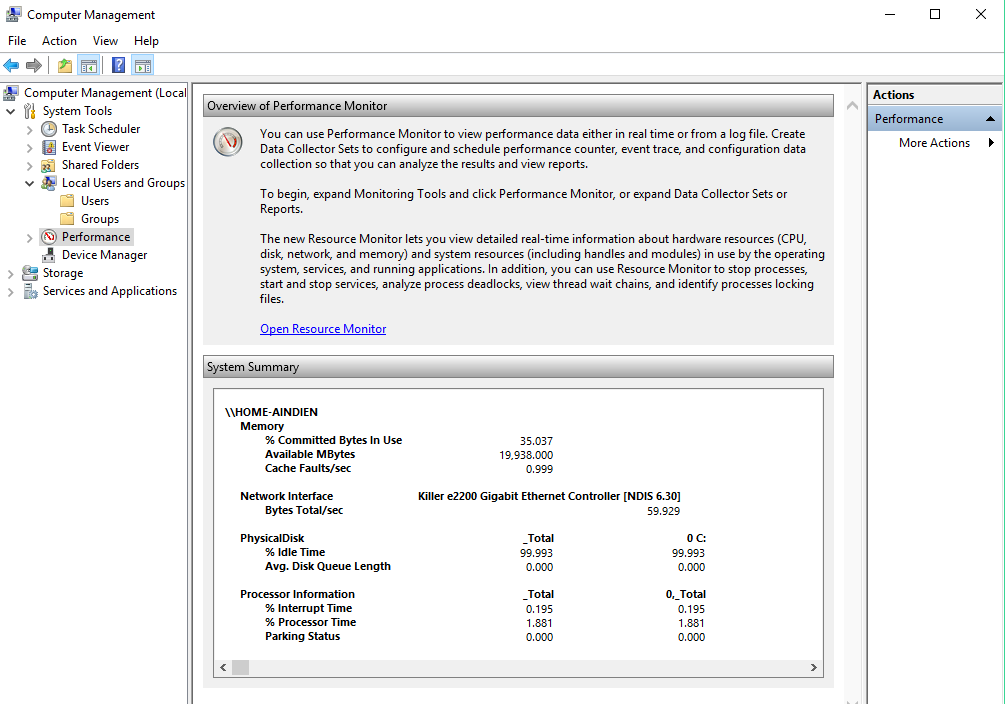 Computer Management
File Action View Help
Computer Management (Local
System Tools
Task Scheduler
Event Viewer
Shared Folders
Local Users and Groups
Users
Groups
Performance
Device Manager
Storage
Services and Applications
Overview of Performance Monitor
You can use Performance Monitor to view performance data either in real time or from a log file. Create
Data Collector Sets to configure and schedule performance counter, event trace, and configuration data
collection so that you can analyze the results and view reports.
To begin, expand Monitoring Tools and click Performance Monitor, or expand Data Collector Sets or
Reports.
The new Resource Monitor lets you view detailed real-time information about hardware resources (CPU,
disk, network, and memory) and system resources (including handles and modules) in use by the operating
system, services, and running applications. In addition, you can use Resource Monitor to stop processes,
start and stop services, analyze process deadlocks, view thread wait chains, and identify processes locking
files.
Open Resource Monitor
System Summary
\\HOME-AINDIEN
Memory
% Committed Bytes In Use 35.037
Available MBytes 19,938.000
Cache Faults/sec 0.999
Network Interface Killer e2200 Gigabit Ethernet Controller [NDIS 6.30]
Bytes Total/sec 59.929
PhysicalDisk _Total 0 C:
% Idle Time 99.993 99.993
Avg. Disk Queue Length 0.000 0.000
Processor Information _Total 0,_Total
% Interrupt Time 0.195 0.195
% Processor Time 1.881 1.881
Parking Status 0.000 0.000
Actions
Performance
More Actions